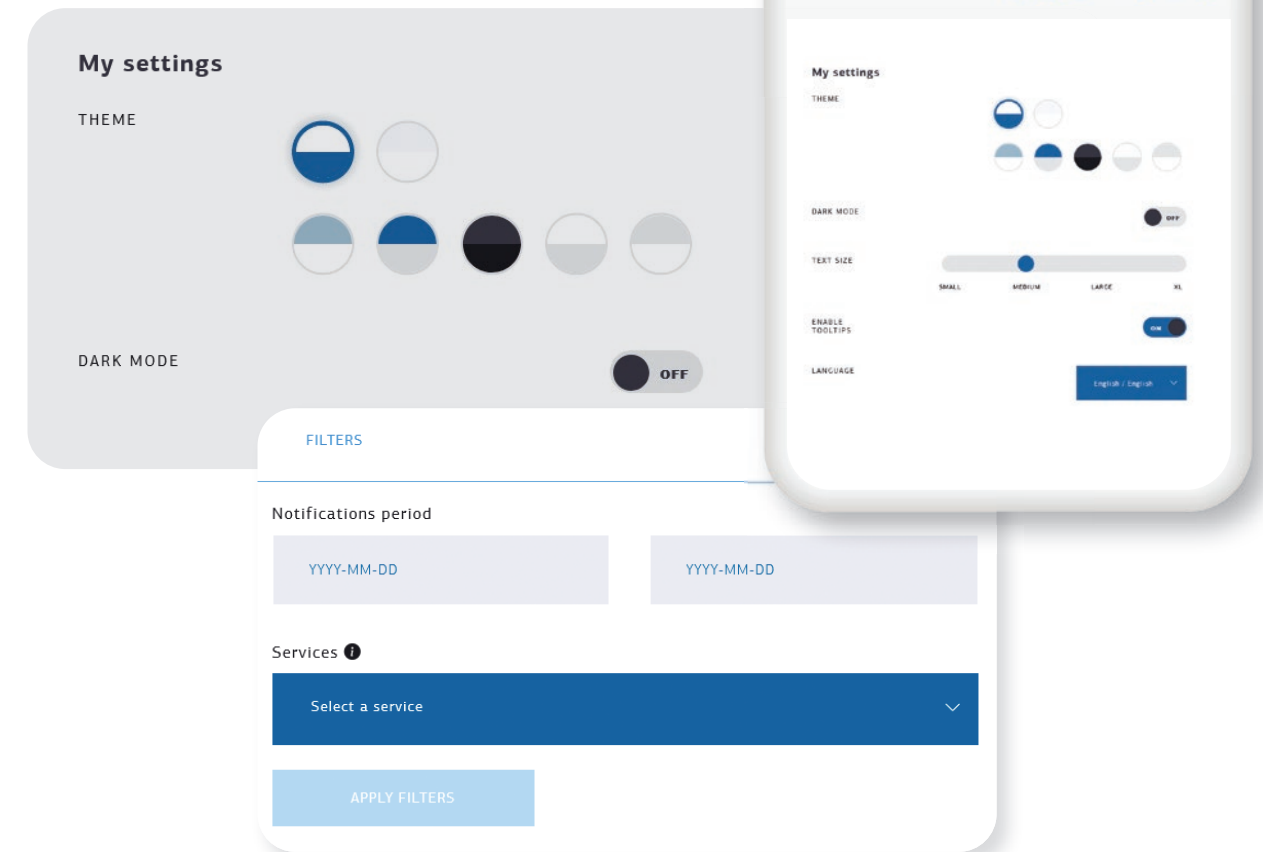 My settings
THEME
DARK MODE
OFF
FILTERS
Notifications period
YYYY-MM-DD
YYYY-MM-DD
Services i
Select a service
APPLY FILTERS
My settings
THEME
DARK MODE
OFF
TEXT SIZE
SMALL MEDIUM LARGE XL
ENABLE
TOOLTIPS
ON
LANGUAGE
English / English